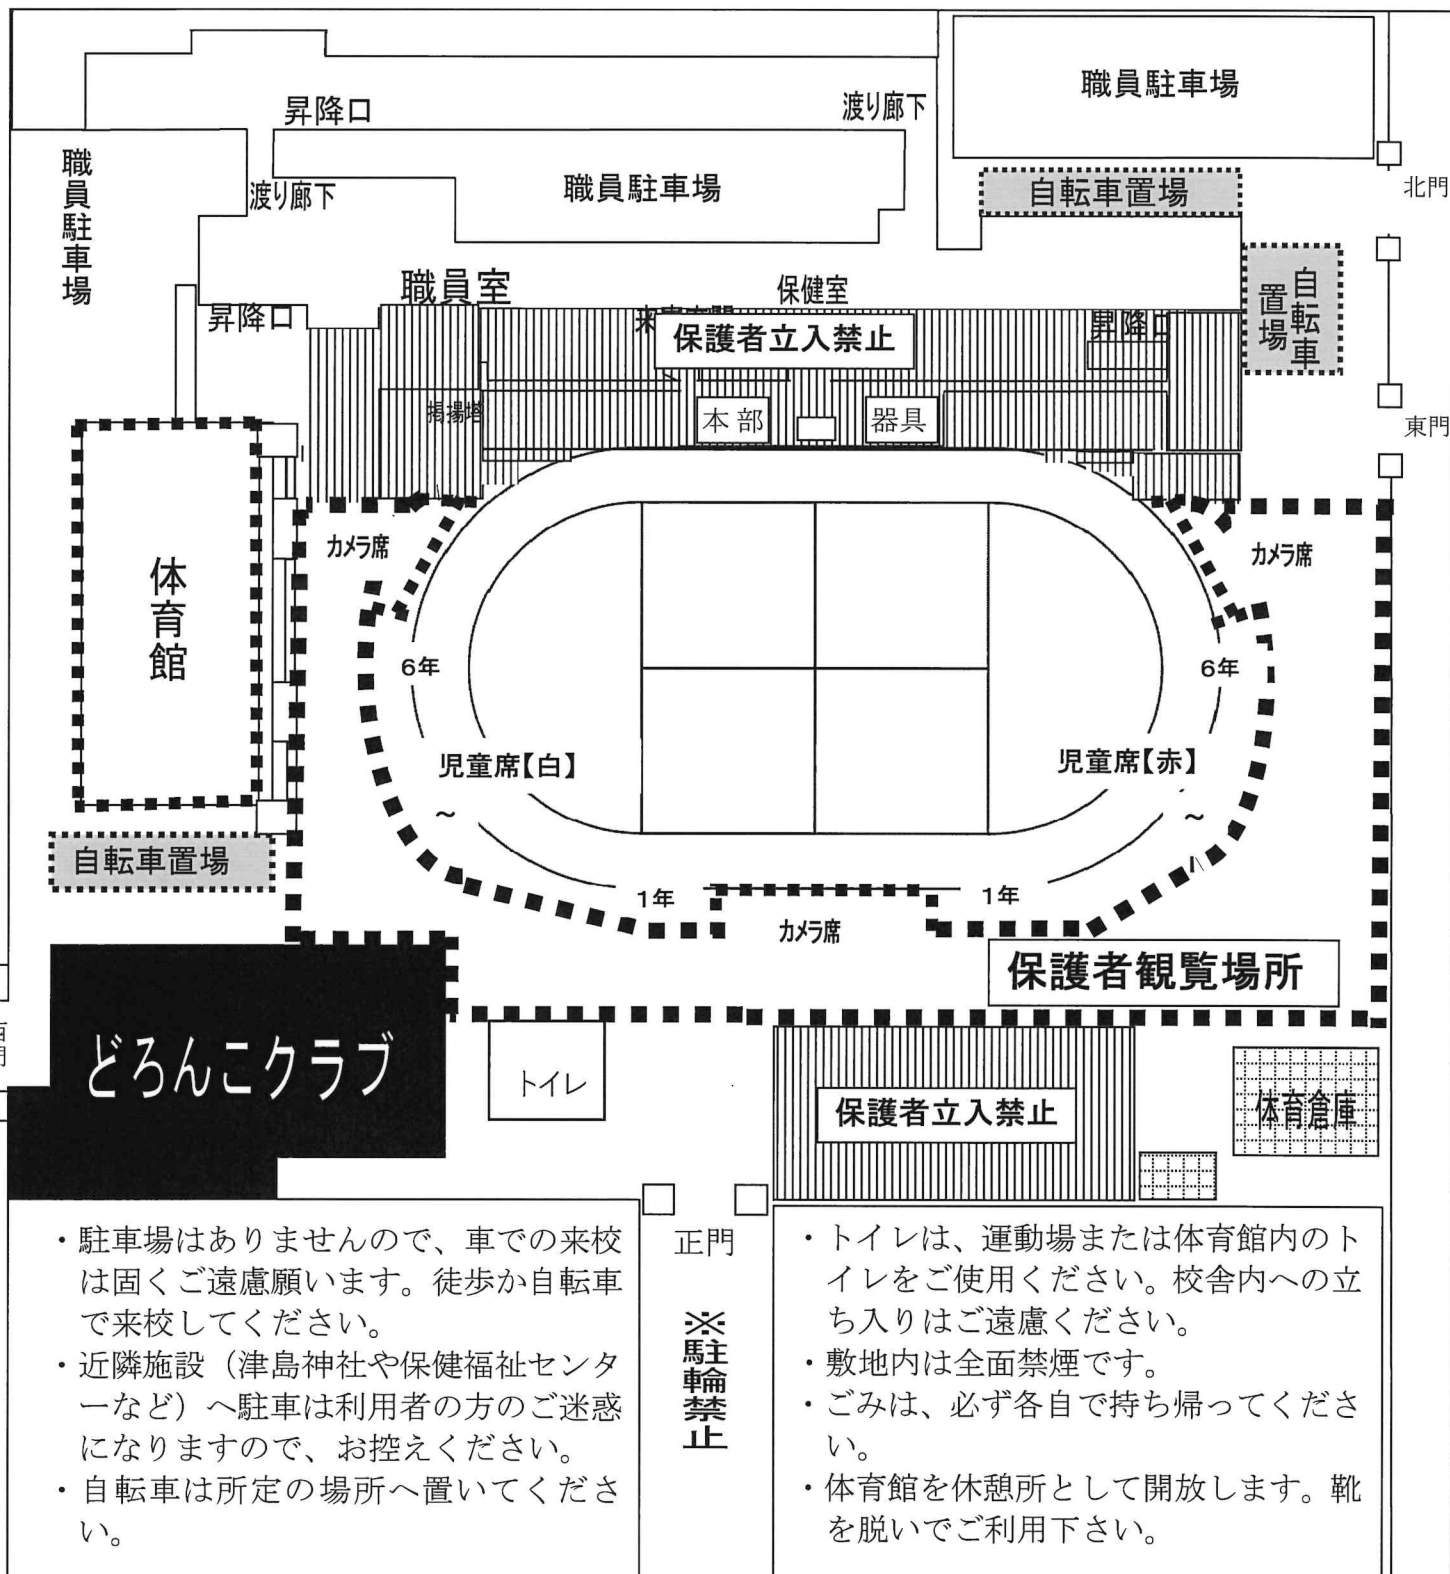 職員駐車場
昇降口
渡り廊下
職員駐車場
職員駐車場
渡り廊下
自転車置場
北門
職員室
保健室
自転車置場
昇降口
昇降口
保護者立入禁止
掲揚塔
本部
器具
東門
カメラ席
カメラ席
体育館
6年
6年
児童席【白】
児童席【赤】
～
～
自転車置場
1年
1年
カメラ席
保護者観覧場所
西門
どろんこクラブ
トイレ
保護者立入禁止
体育倉庫
正門
※駐輪禁止
・駐車場はありませんので、車での来校
は固くご遠慮願います。徒歩か自転車
で来校してください。
・近隣施設（津島神社や保健福祉センタ
ーなど）へ駐車は利用者の方のご迷惑
になりますので、お控えください。
・自転車は所定の場所へ置いてくださ
い。
・トイレは、運動場または体育館内のト
イレをご使用ください。校舎内への立
ち入りはご遠慮ください。
・敷地内は全面禁煙です。
・ごみは、必ず各自で持ち帰ってくださ
い。
・体育館を休憩所として開放します。靴
を脱いでご利用下さい。